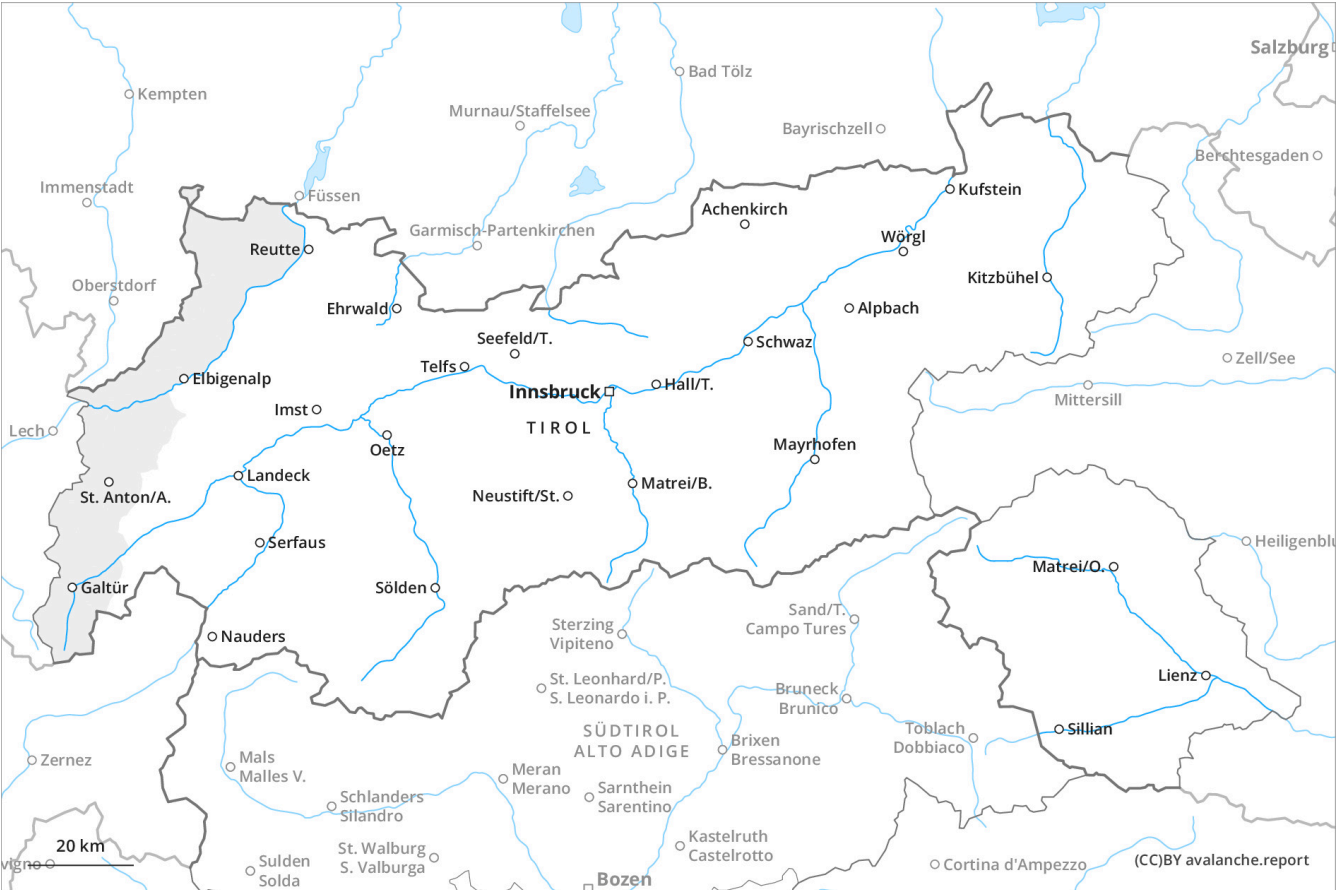 Salzburg
Bad Tölz
Kempten
Murnau/Staffelsee
Bayrischzell
Berchtesgaden
Immenstadt
Füssen
Kufstein
Achenkirch
Garmisch-Partenkirchen
Wörgl
Reutte
Kitzbühel
Oberstdorf
Ehrwald
Alpbach
Seefeld/T.
Schwaz
Zell/See
Telfs
Elbigenalp
Hall/T.
Innsbruck
Mittersill
Imst
TIROL
Lech
Mayrhofen
Oetz
Landeck
Matrei/B.
St. Anton/A.
Neustift/St.
Serfaus
Heiligenblu
Matrei/O.
Galtür
Sölden
Sand/T.
Campo Tures
Sterzing
Vipiteno
Nauders
Lienz
St. Leonhard/P.
S. Leonardo i. P.
Bruneck
Brunico
Sillian
SÜDTIROL
ALTO ADIGE
Toblach
Dobbiaco
Brixen
Bressanone
Zernez
Mals
Malles V.
Meran
Merano
Sarnthein
Sarentino
Schlanders
Silandro
Kastelruth
Castelrotto
20 km
St. Walburg
S. Valburga
vigno
Sulden
Solda
Cortina d'Ampezzo
(CC)BY avalanche.report
Bozen